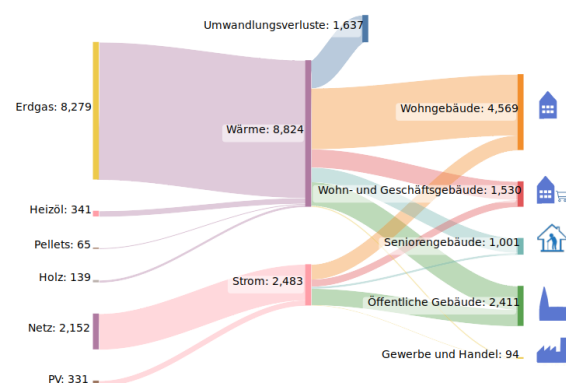 Umwandlungsverluste: 1,637
Erdgas: 8,279
Wohngebäude: 4,569
Wärme: 8,824
Wohn- und Geschäftsgebäude: 1,530
Heizöl: 341
Pellets: 65
Seniorengebäude: 1,001
Holz: 139
Strom: 2,483
Öffentliche Gebäude: 2,411
Netz: 2,152
Gewerbe und Handel: 94
PV: 331